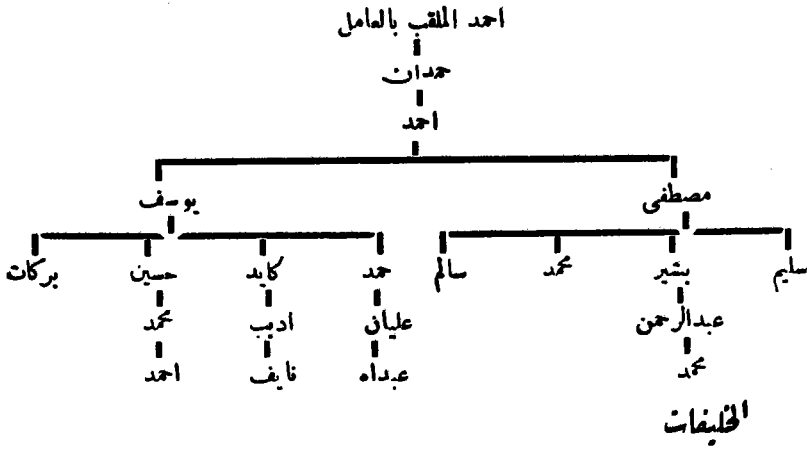 احمد الملقب بالعامل
حمدان
احمد
مصطفى يوسف
سليم بشير محمد سالم حمد كايد حسين بركات
عبدالرحمن عليان اديب محمد
محمد عبداه نايف احمد
الخليفات